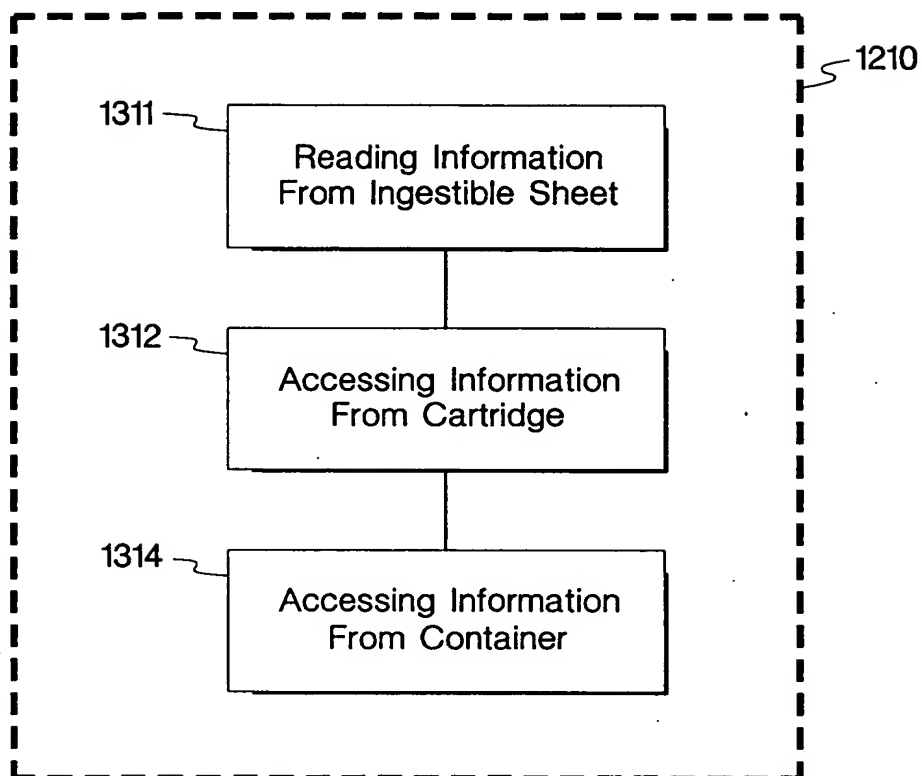 1210
1311
Reading Information
From Ingestible Sheet
1312
Accessing Information
From Cartridge
1314
Accessing Information
From Container